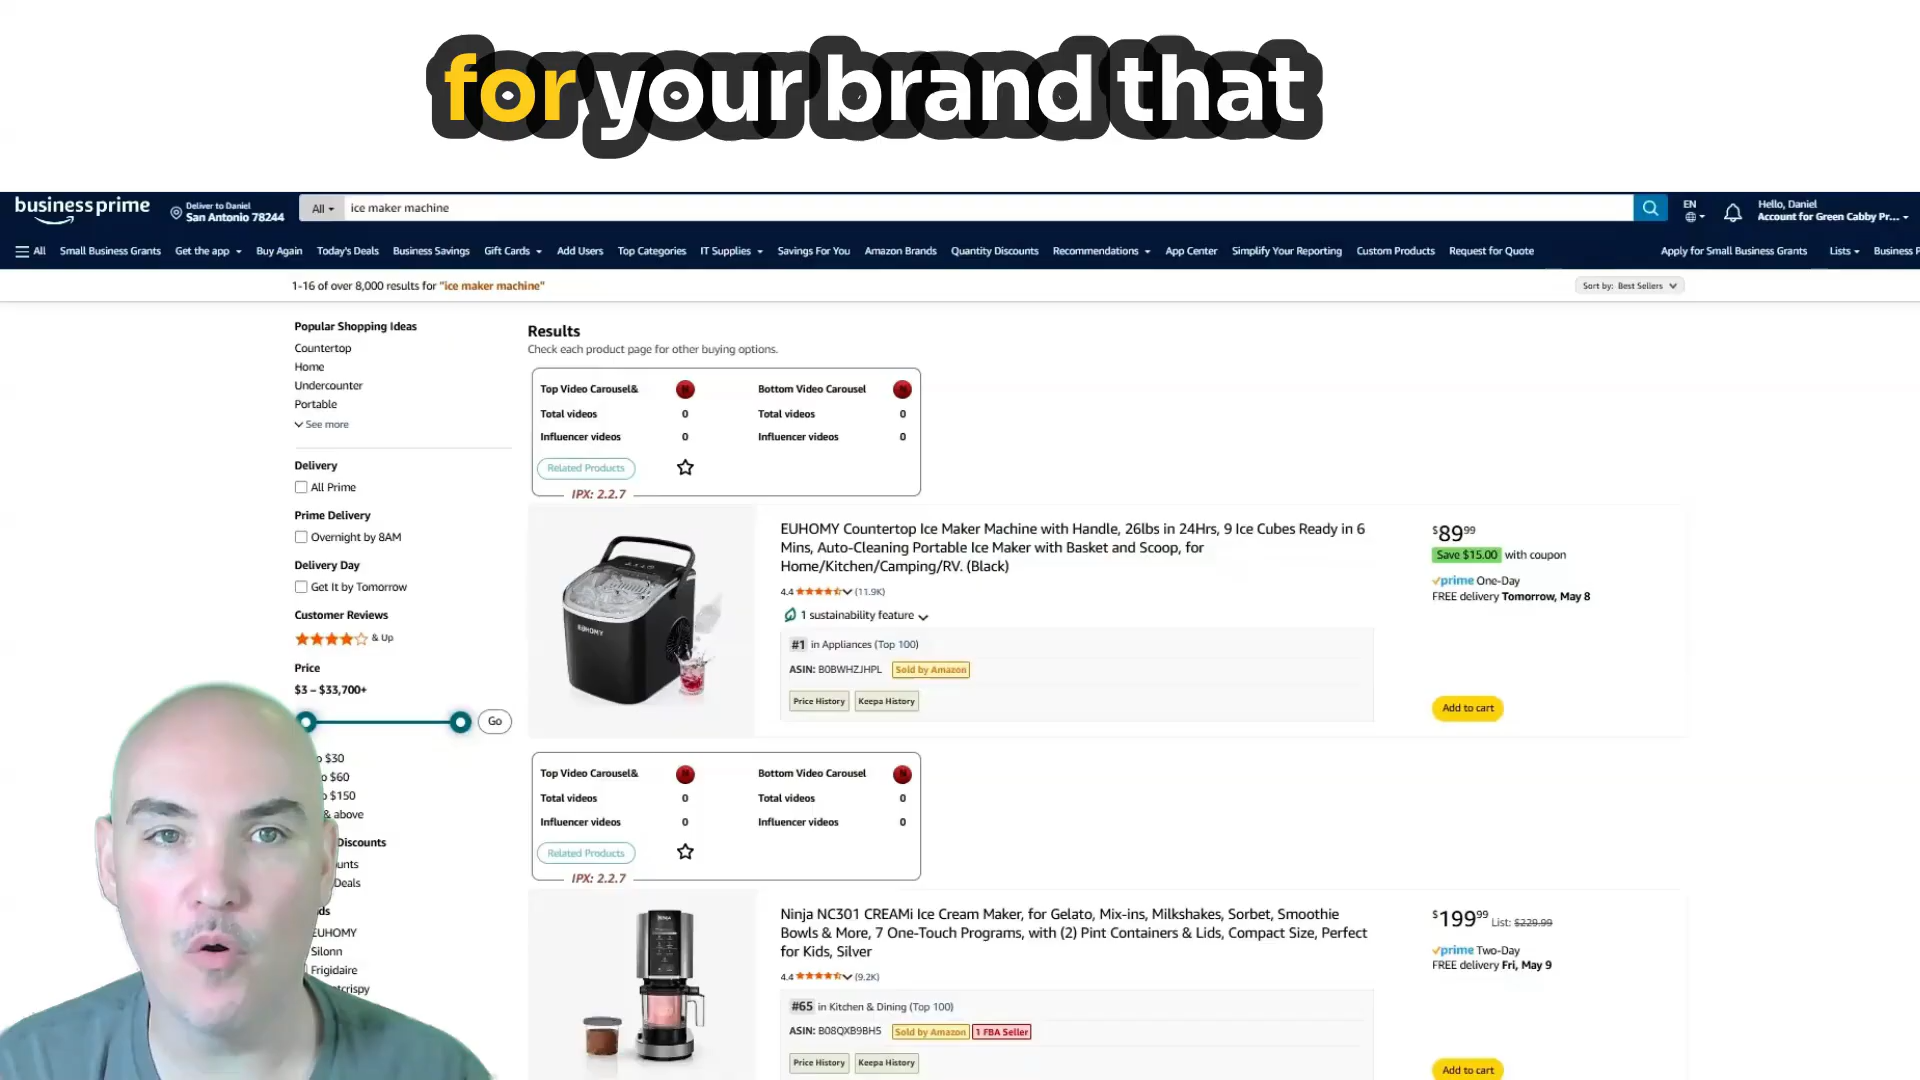 for your brand that
business prime
Deliver to Daniel
San Antonio 78244
All
ice maker machine
EN
Hello, Daniel
Account for Green Cabby Pr...
All
Small Business Grants
Get the app
Buy Again
Today's Deals
Business Savings
Gift Cards
Add Users
Top Categories
IT Supplies
Savings For You
Amazon Brands
Quantity Discounts
Recommendations
App Center
Simplify Your Reporting
Custom Products
Request for Quote
Apply for Small Business Grants
Lists
Business P
1-16 of over 8,000 results for "ice maker machine"
Sort by: Best Sellers
Popular Shopping Ideas
Countertop
Home
Undercounter
Portable
See more
Delivery
All Prime
Prime Delivery
Overnight by 8AM
Delivery Day
Get It by Tomorrow
Customer Reviews
& Up
Price
$3 – $33,700+
Go
o $30
o $60
o $150
& above
Discounts
unts
Deals
ds
EUHOMY
Silonn
Frigidaire
tcrispy
Results
Check each product page for other buying options.
Top Video Carousel&
Bottom Video Carousel
Total videos 0
Total videos 0
Influencer videos 0
Influencer videos 0
Related Products
IPX: 2.2.7
EUHOMY
EUHOMY Countertop Ice Maker Machine with Handle, 26lbs in 24Hrs, 9 Ice Cubes Ready in 6
Mins, Auto-Cleaning Portable Ice Maker with Basket and Scoop, for
Home/Kitchen/Camping/RV. (Black)
4.4 (11.9K)
1 sustainability feature
#1 in Appliances (Top 100)
ASIN: B0BWHZJHPL Sold by Amazon
Price History Keepa History
$89.99
Save $15.00 with coupon
prime One-Day
FREE delivery Tomorrow, May 8
Add to cart
Top Video Carousel&
Bottom Video Carousel
Total videos 0
Total videos 0
Influencer videos 0
Influencer videos 0
Related Products
IPX: 2.2.7
NINJA
Ninja NC301 CREAMi Ice Cream Maker, for Gelato, Mix-ins, Milkshakes, Sorbet, Smoothie
Bowls & More, 7 One-Touch Programs, with (2) Pint Containers & Lids, Compact Size, Perfect
for Kids, Silver
4.4 (9.2K)
#65 in Kitchen & Dining (Top 100)
ASIN: B08QXB9BH5 Sold by Amazon 1 FBA Seller
Price History Keepa History
$199.99 List: $229.99
prime Two-Day
FREE delivery Fri, May 9
Add to cart